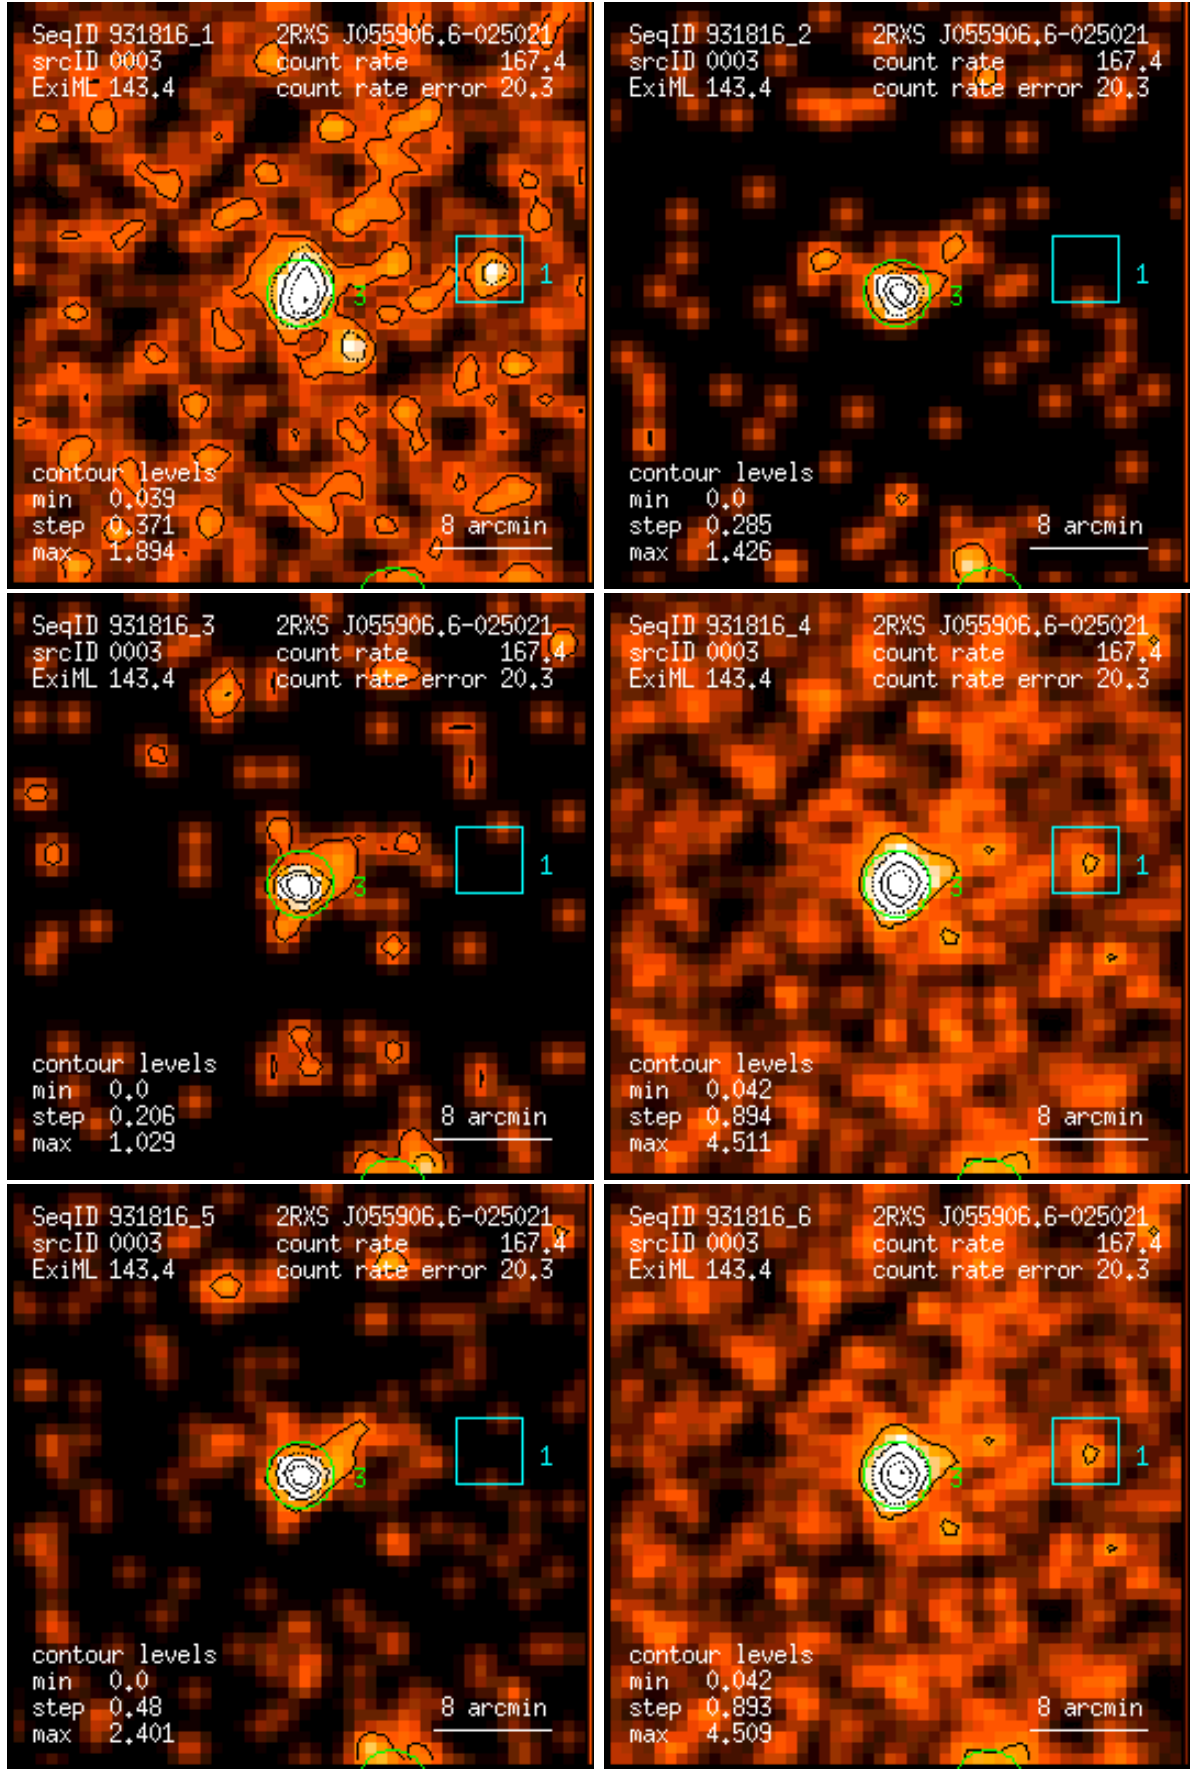 SeqID 931816_1 2RXS J055906.6-025021
srcID 0003 count rate 167.4
ExiML 143.4 count rate error 20.3
3
1
contour levels
min 0.039
step 0.371
max 1.894
8 arcmin
SeqID 931816_2 2RXS J055906.6-025021
srcID 0003 count rate 167.4
ExiML 143.4 count rate error 20.3
3
1
contour levels
min 0.0
step 0.285
max 1.426
8 arcmin
SeqID 931816_3 2RXS J055906.6-025021
srcID 0003 count rate 167.4
ExiML 143.4 count rate error 20.3
3
1
contour levels
min 0.0
step 0.206
max 1.029
8 arcmin
SeqID 931816_4 2RXS J055906.6-025021
srcID 0003 count rate 167.4
ExiML 143.4 count rate error 20.3
3
1
contour levels
min 0.042
step 0.894
max 4.511
8 arcmin
SeqID 931816_5 2RXS J055906.6-025021
srcID 0003 count rate 167.4
ExiML 143.4 count rate error 20.3
3
1
contour levels
min 0.0
step 0.48
max 2.401
8 arcmin
SeqID 931816_6 2RXS J055906.6-025021
srcID 0003 count rate 167.4
ExiML 143.4 count rate error 20.3
3
1
contour levels
min 0.042
step 0.893
max 4.509
8 arcmin